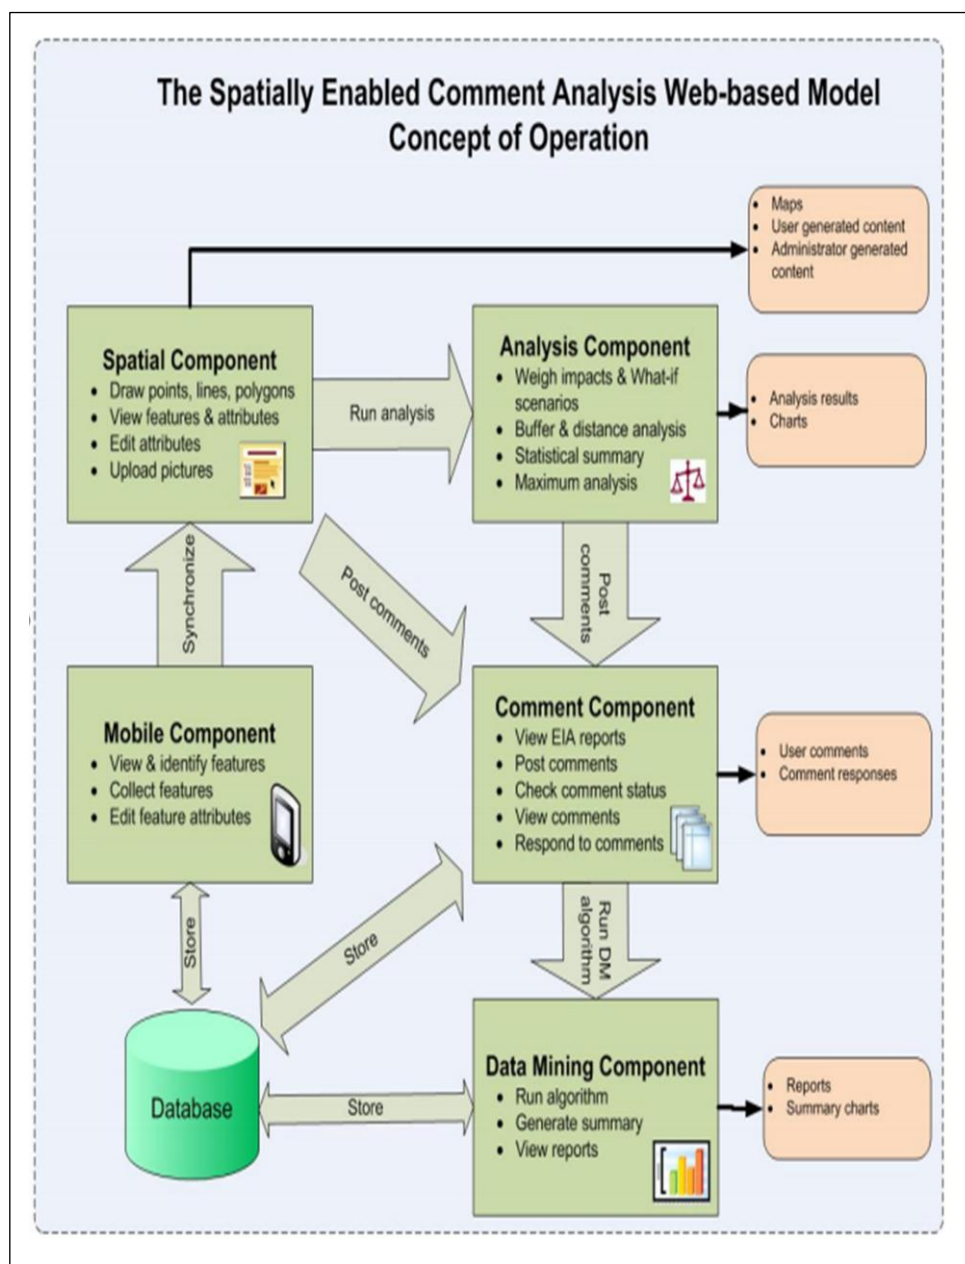 The Spatially Enabled Comment Analysis Web-based Model
Concept of Operation
• Maps
• User generated content
• Administrator generated
content
Spatial Component
• Draw points, lines, polygons
• View features & attributes
• Edit attributes
• Upload pictures
Run analysis
Analysis Component
• Weigh impacts & What-if
scenarios
• Buffer & distance analysis
• Statistical summary
• Maximum analysis
• Analysis results
• Charts
Synchronize
Post comments
Post
comments
Mobile Component
• View & identify features
• Collect features
• Edit feature attributes
Comment Component
• View EIA reports
• Post comments
• Check comment status
• View comments
• Respond to comments
• User comments
• Comment responses
Store
Store
Run DM
algorithm
Database
Store
Data Mining Component
• Run algorithm
• Generate summary
• View reports
• Reports
• Summary charts